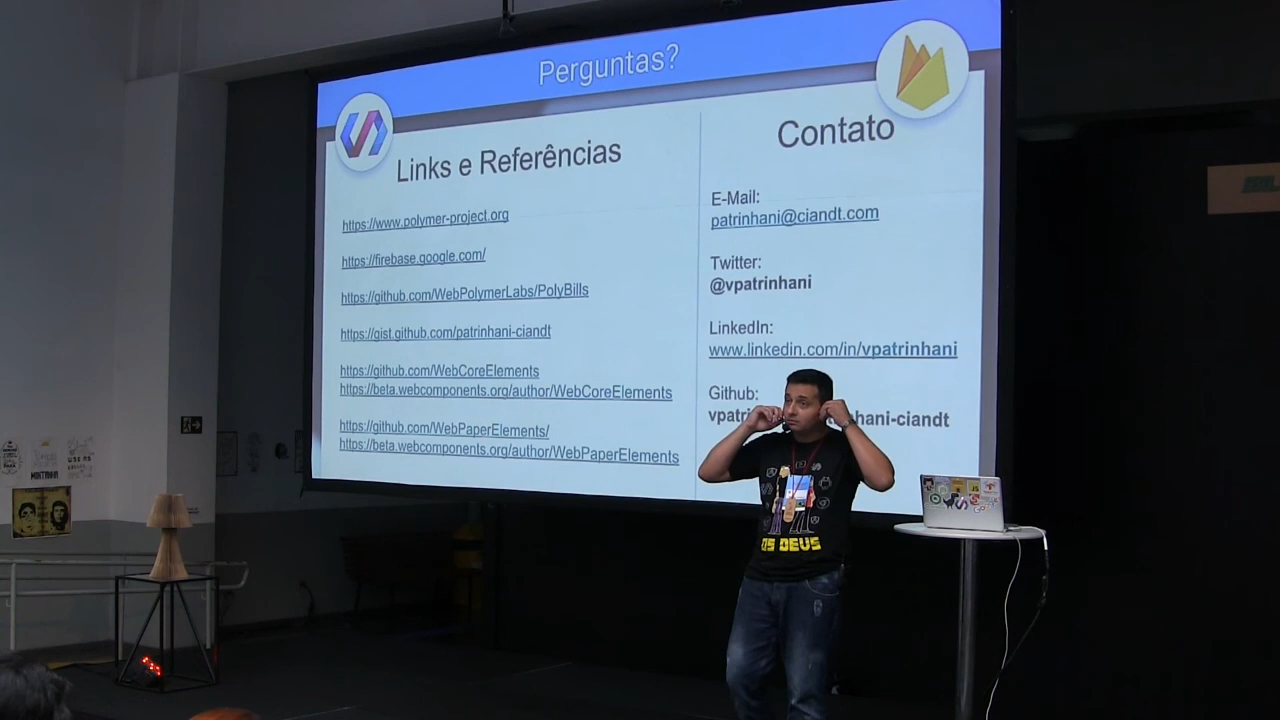 Perguntas?
Links e Referências
https://www.polymer-project.org
https://firebase.google.com/
https://github.com/WebPolymerLabs/PolyBills
https://gist.github.com/patrinhani-ciandt
https://github.com/WebCoreElements
https://beta.webcomponents.org/author/WebCoreElements
https://github.com/WebPaperElements/
https://beta.webcomponents.org/author/WebPaperElements
Contato
E-Mail:
patrinhani@ciandt.com
Twitter:
@vpatrinhani
LinkedIn:
www.linkedin.com/in/vpatrinhani
Github:
OS DEUS